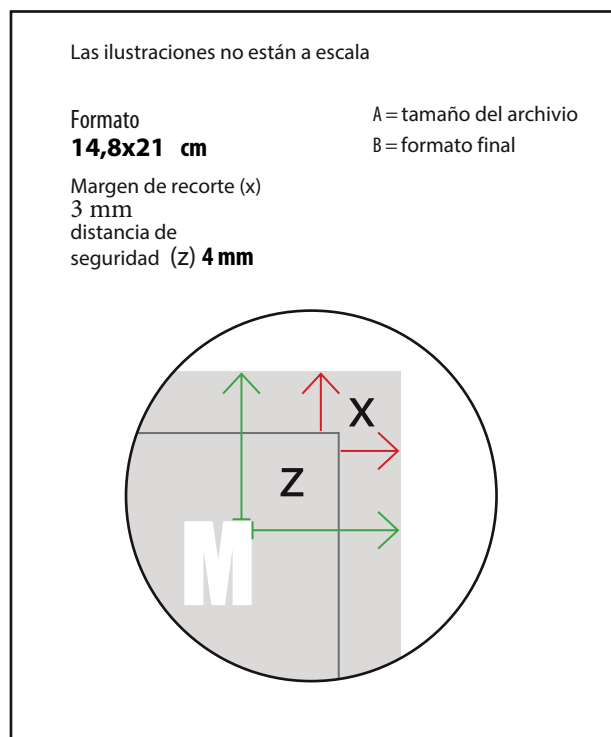 Las ilustraciones no están a escala
Formato
14,8x21 cm
A = tamaño del archivio
B = formato final
Margen de recorte (x)
3 mm
distancia de
seguridad (z) 4 mm
X
Z
M